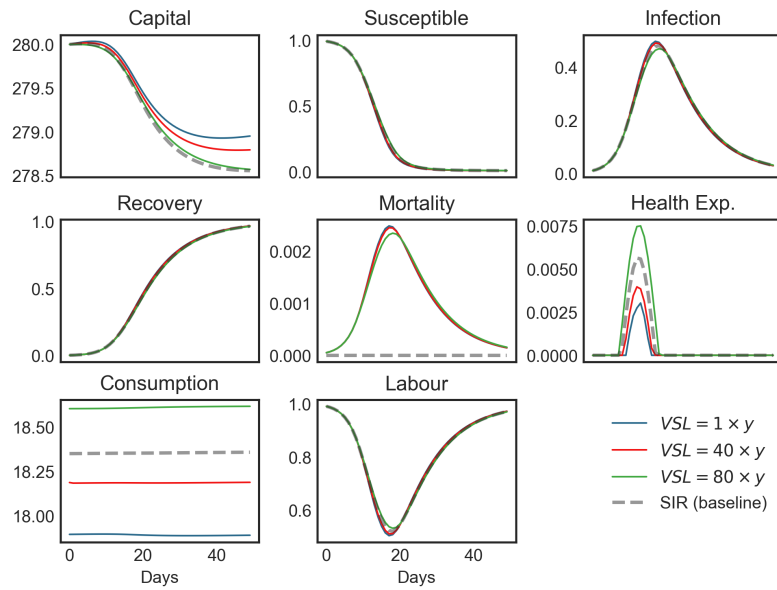 Capital
280.0
279.5
279.0
278.5
Susceptible
1.0
0.5
0.0
Infection
0.4
0.2
0.0
Recovery
1.0
0.5
0.0
Mortality
0.002
0.001
0.000
Health Exp.
0.0075
0.0050
0.0025
0.0000
Consumption
18.50
18.25
18.00
0 20 40
Days
Labour
1.0
0.8
0.6
0 20 40
Days
VSL = 1 × y
VSL = 40 × y
VSL = 80 × y
SIR (baseline)